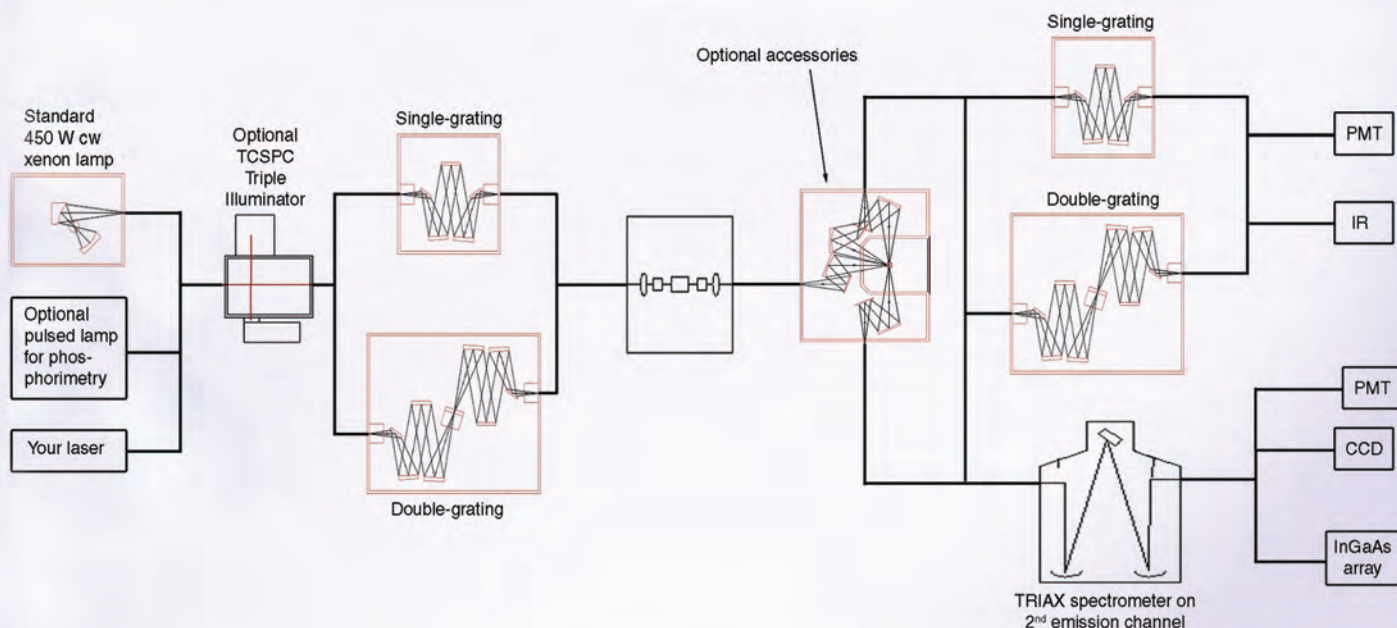 Standard
450 W cw
xenon lamp
Optional
pulsed lamp
for phos-
phorimetry
Your laser
Optional
TCSPC
Triple
Illuminator
Single-grating
Double-grating
Optional accessories
Single-grating
Double-grating
TRIAX spectrometer on
2nd emission channel
PMT
IR
PMT
CCD
InGaAs
array